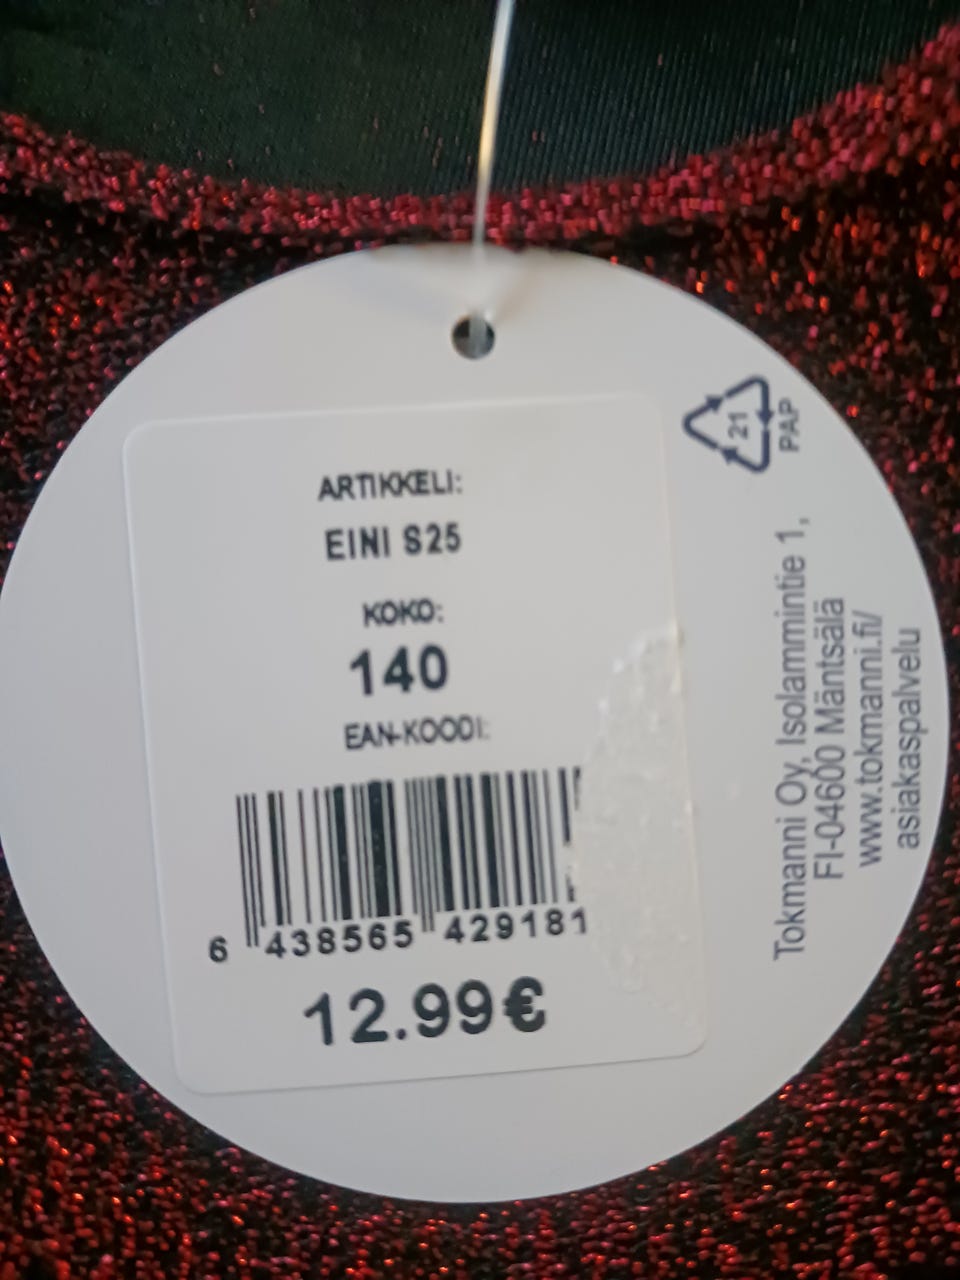 ARTIKKELI:
EINI S25
KOKO:
140
EAN-KOODI:
6 438565 429181
12.99€
21
PAP
Tokmanni Oy, Isolammintie 1,
FI-04600 Mäntsälä
www.tokmanni.fi/
asiakaspalvelu